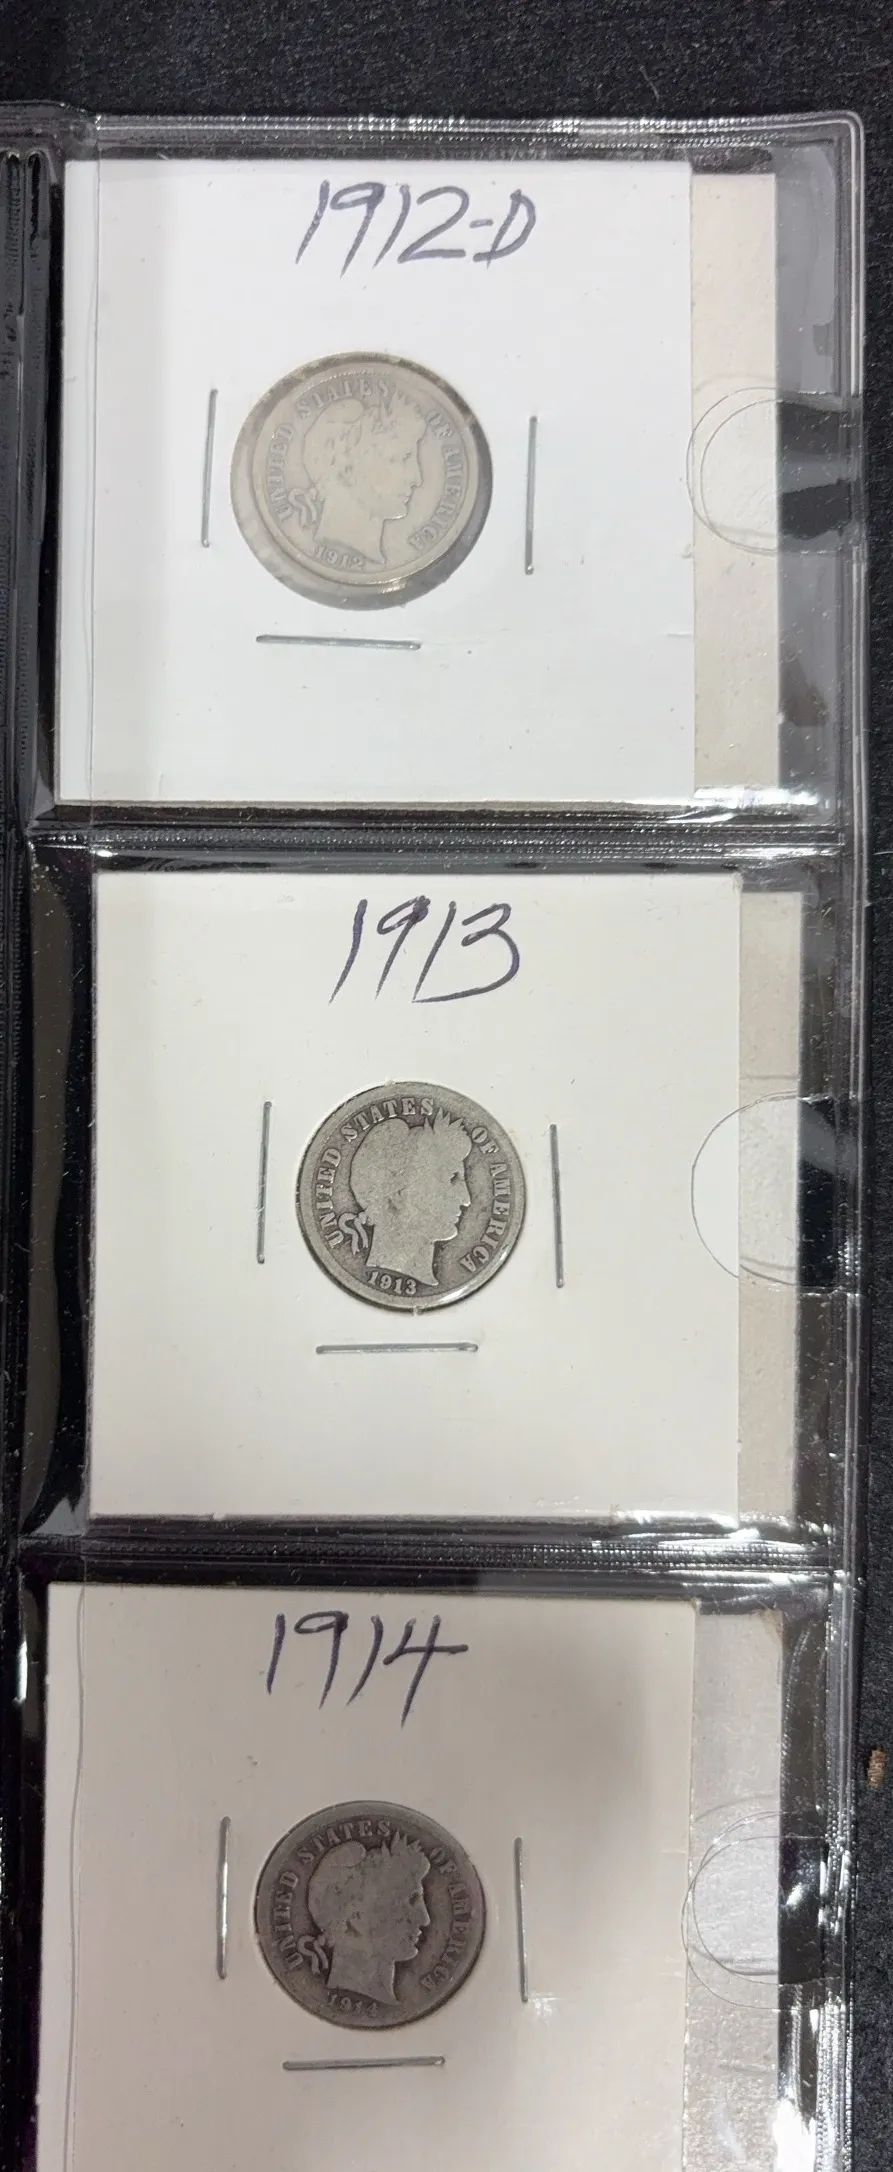 1912-D
UNITED STATES OF AMERICA
1912
1913
UNITED STATES OF AMERICA
1913
1914
UNITED STATES OF AMERICA
1914